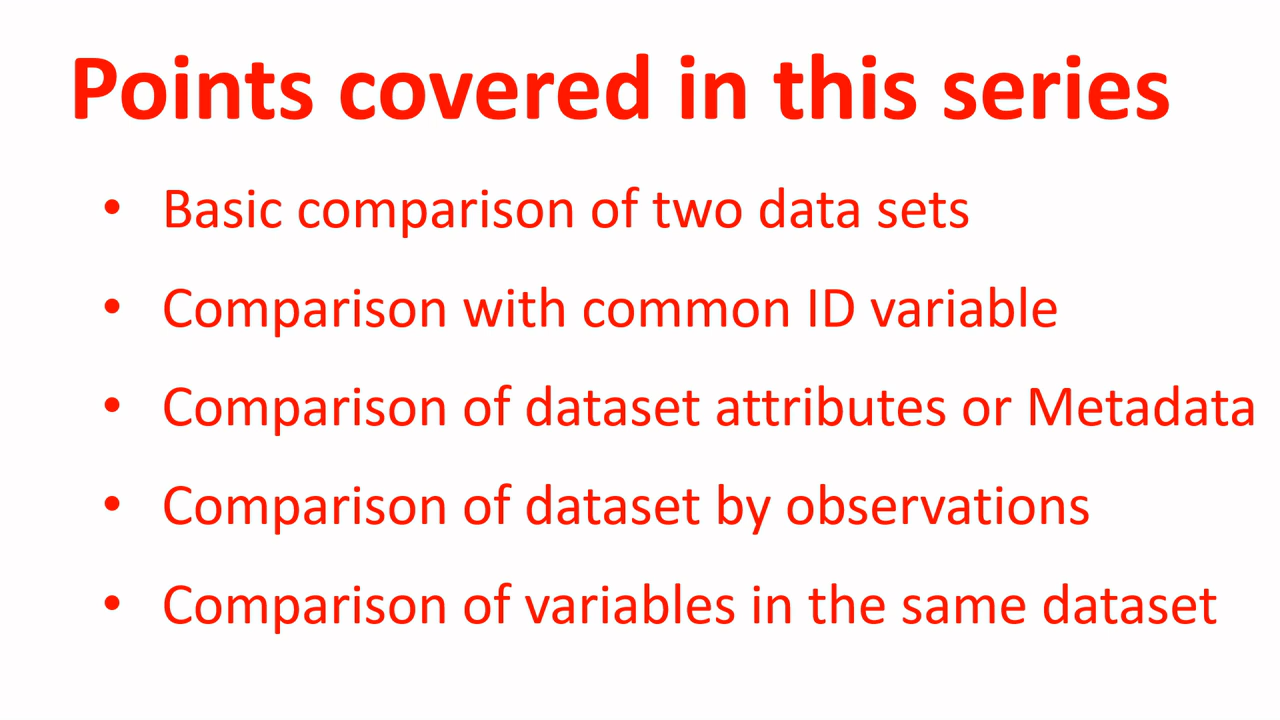 Points covered in this series
• Basic comparison of two data sets
• Comparison with common ID variable
• Comparison of dataset attributes or Metadata
• Comparison of dataset by observations
• Comparison of variables in the same dataset